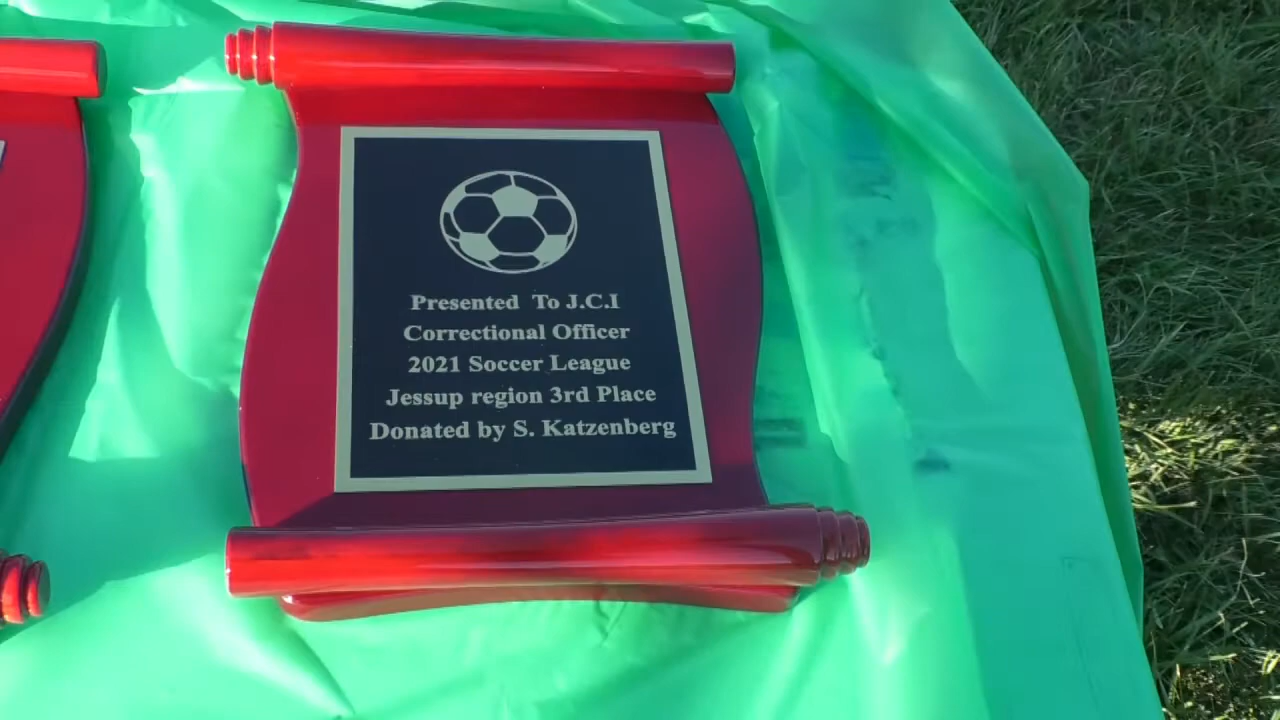 Presented To J.C.I
Correctional Officer
2021 Soccer League
Jessup region 3rd Place
Donated by S. Katzenberg